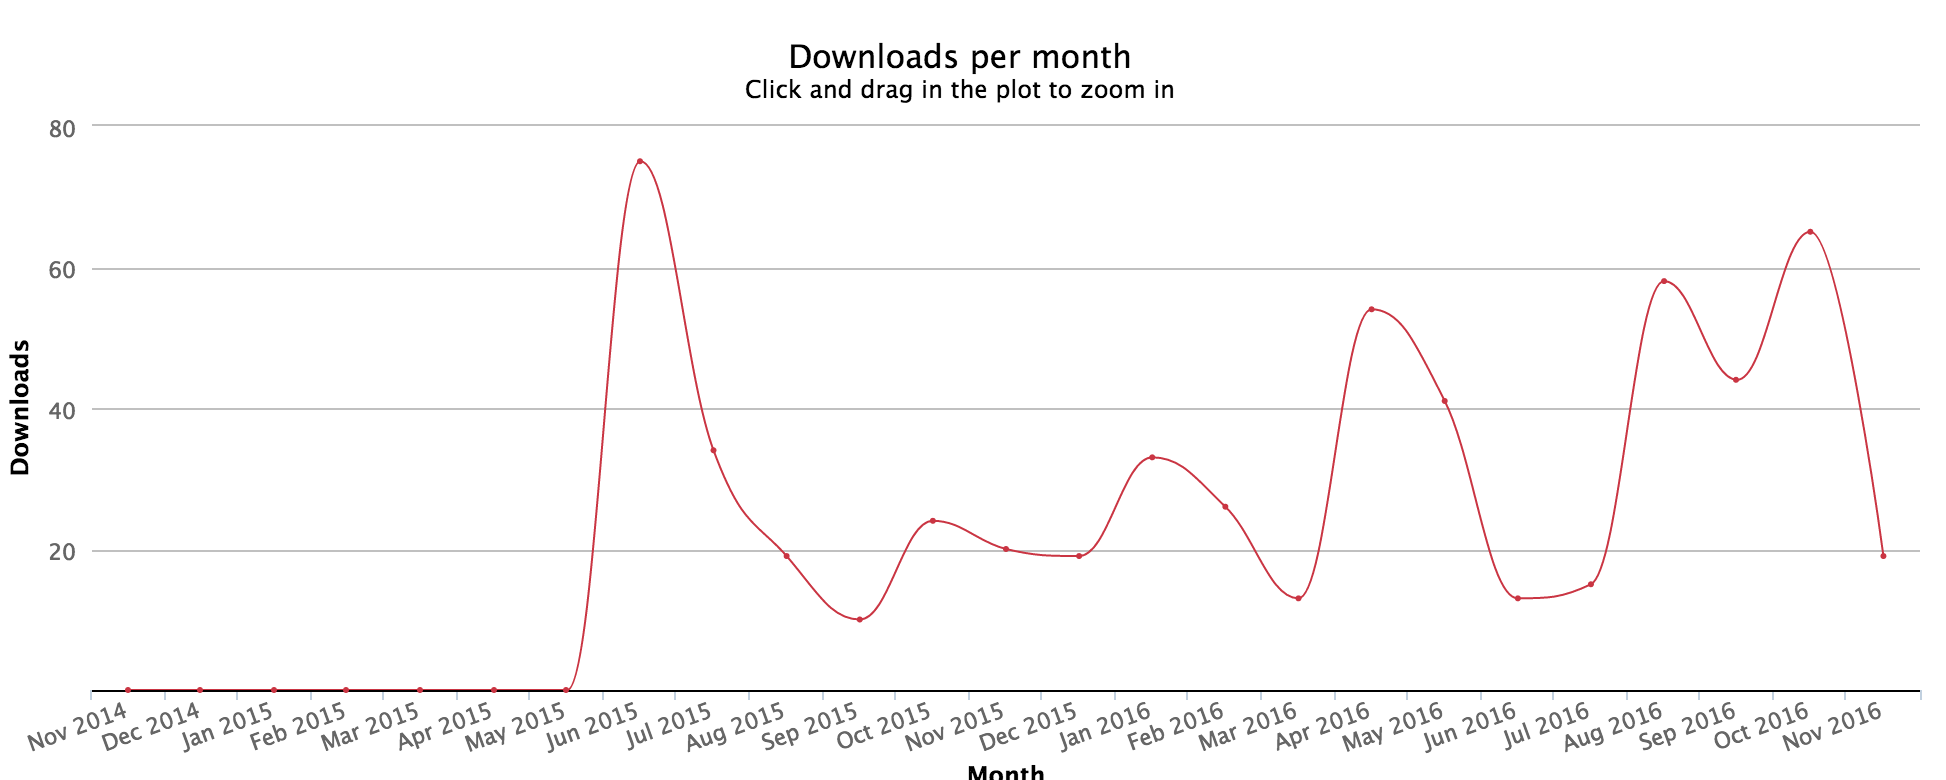 Downloads per month
Click and drag in the plot to zoom in
80
60
40
20
Downloads
Nov 2014
Dec 2014
Jan 2015
Feb 2015
Mar 2015
Apr 2015
May 2015
Jun 2015
Jul 2015
Aug 2015
Sep 2015
Oct 2015
Nov 2015
Dec 2015
Jan 2016
Feb 2016
Mar 2016
Apr 2016
May 2016
Jun 2016
Jul 2016
Aug 2016
Sep 2016
Oct 2016
Nov 2016
Month